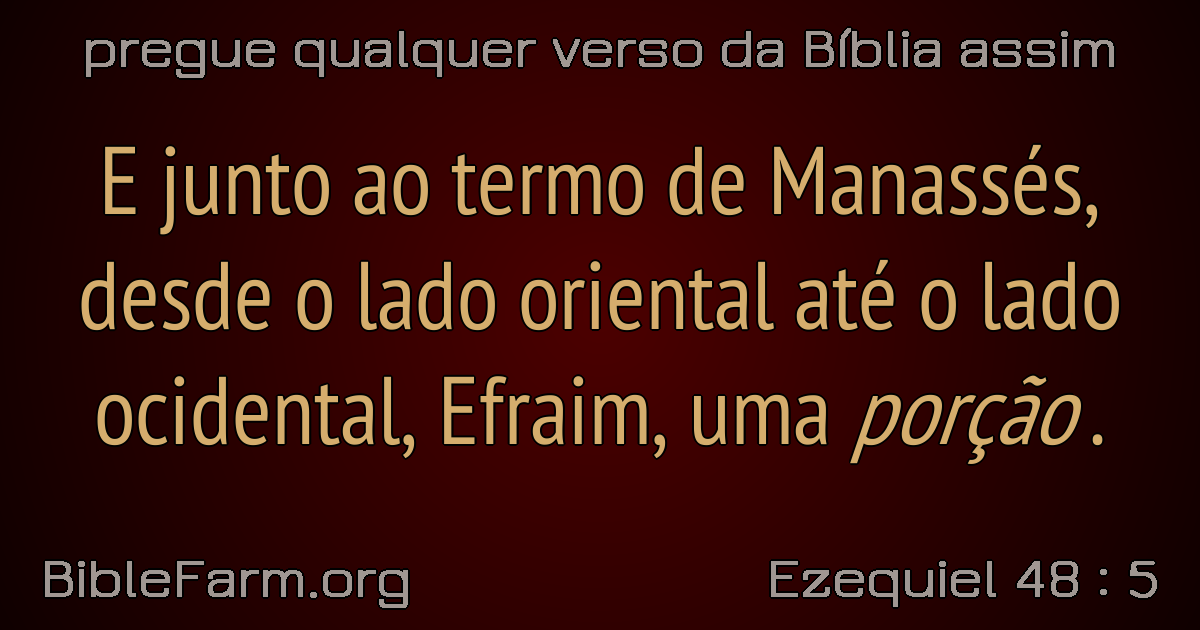 pregue qualquer verso da Bíblia assim
E junto ao termo de Manassés,
desde o lado oriental até o lado
ocidental, Efraim, uma porção .
BibleFarm.org
Ezequiel 48 : 5